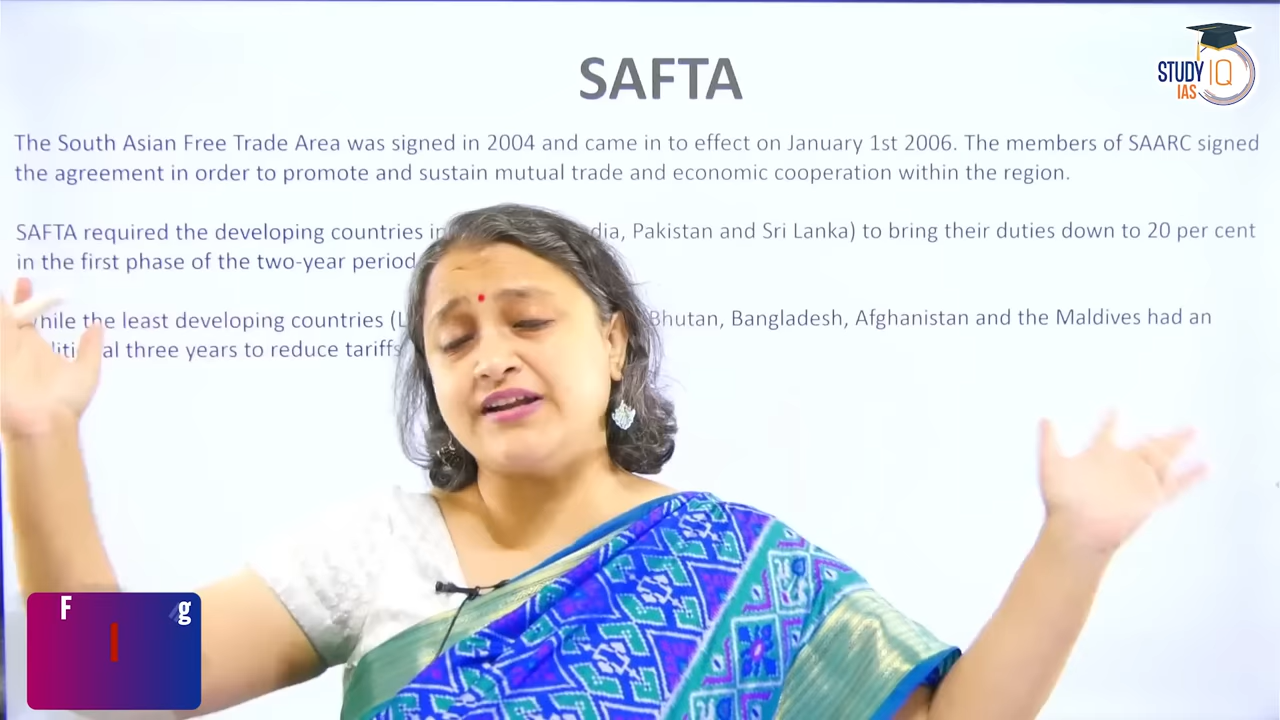 SAFTA
STUDY IQ
IAS
The South Asian Free Trade Area was signed in 2004 and came in to effect on January 1st 2006. The members of SAARC signed
the agreement in order to promote and sustain mutual trade and economic cooperation within the region.
SAFTA required the developing countries in Pakistan and Sri Lanka) to bring their duties down to 20 per cent
in the first phase of the two-year period
the least developing countries Bhutan, Bangladesh, Afghanistan and the Maldives had an
three years to reduce tariffs
F g
I